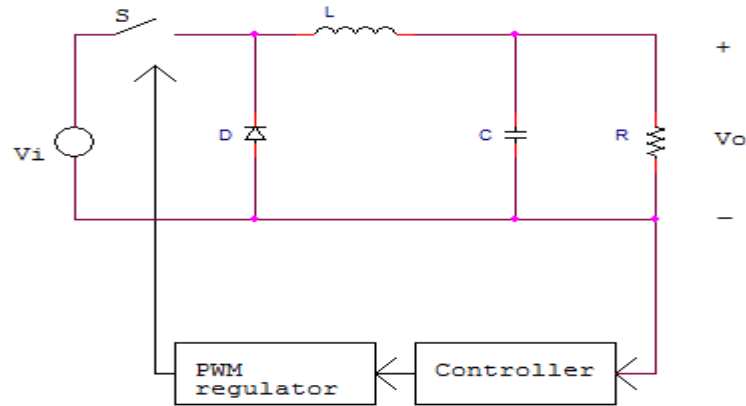 S
L
+
Vi
D
C
R
Vo
−
PWM
regulator
Controller